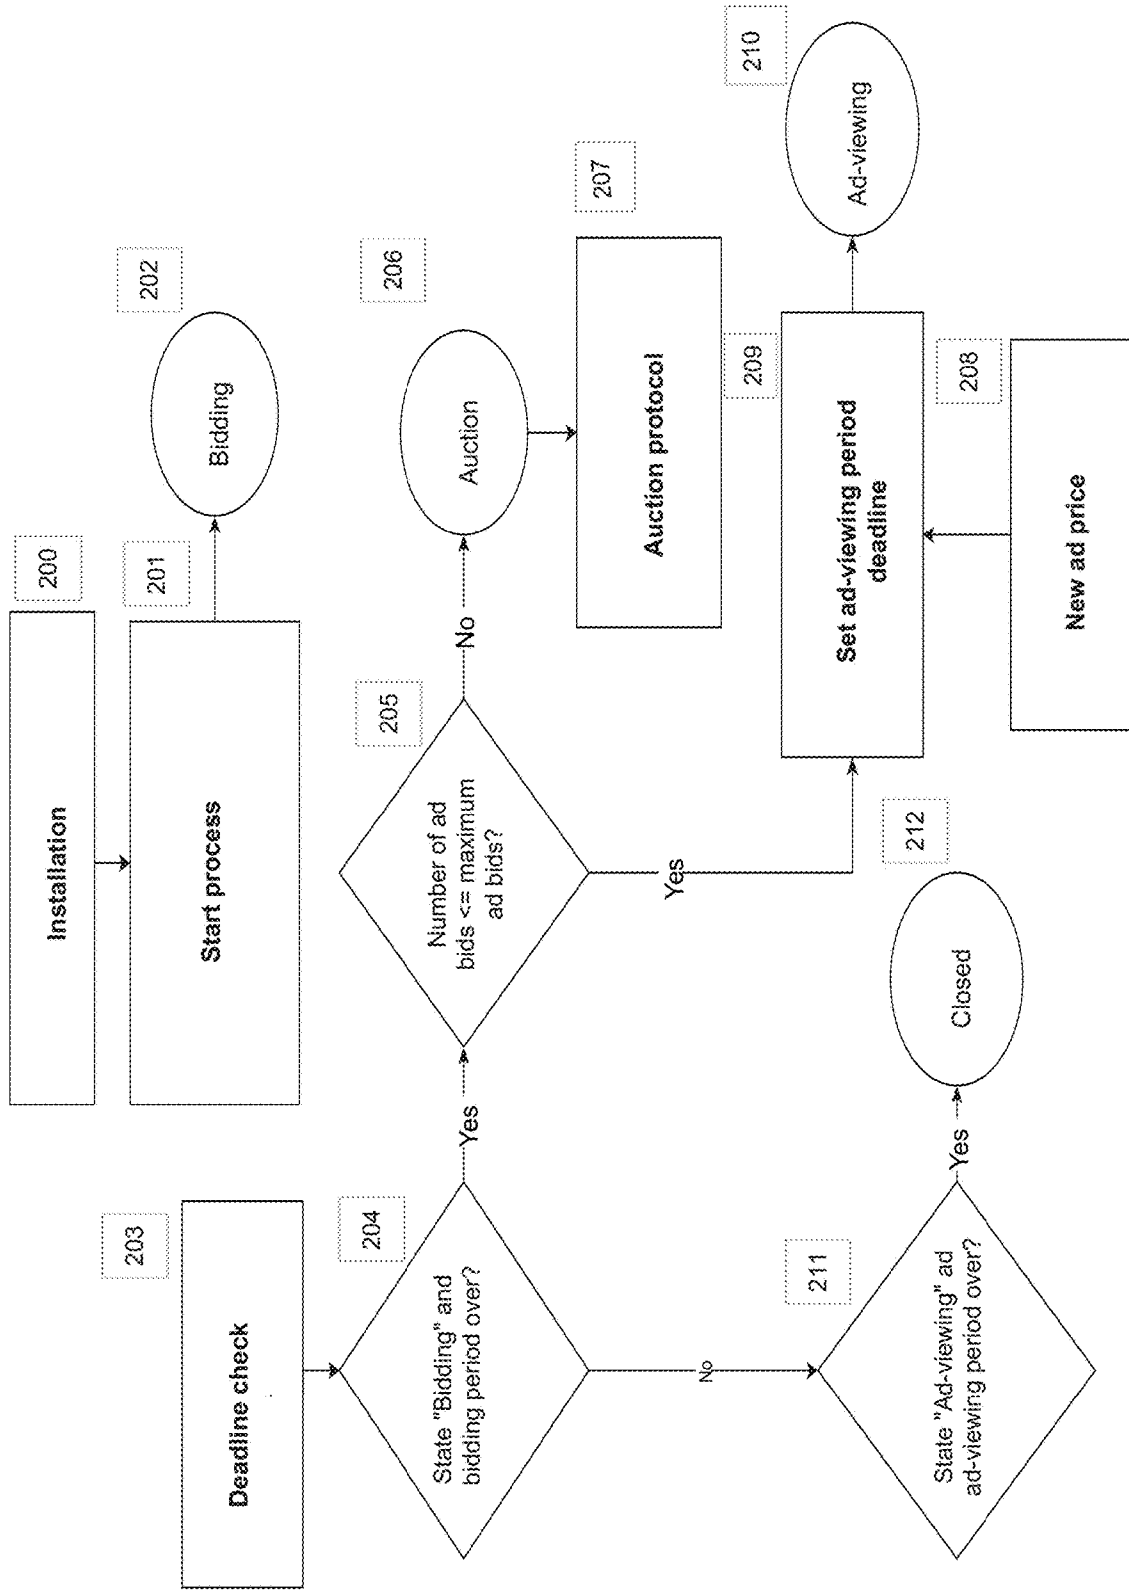 200
Installation
201
Start process
202
Bidding
203
Deadline check
204
State "Bidding" and
bidding period over?
Yes
No
205
Number of ad
bids <= maximum
ad bids?
No
Yes
206
Auction
207
Auction protocol
208
New ad price
209
Set ad-viewing period
deadline
210
Ad-viewing
211
State "Ad-viewing" ad
ad-viewing period over?
Yes
212
Closed